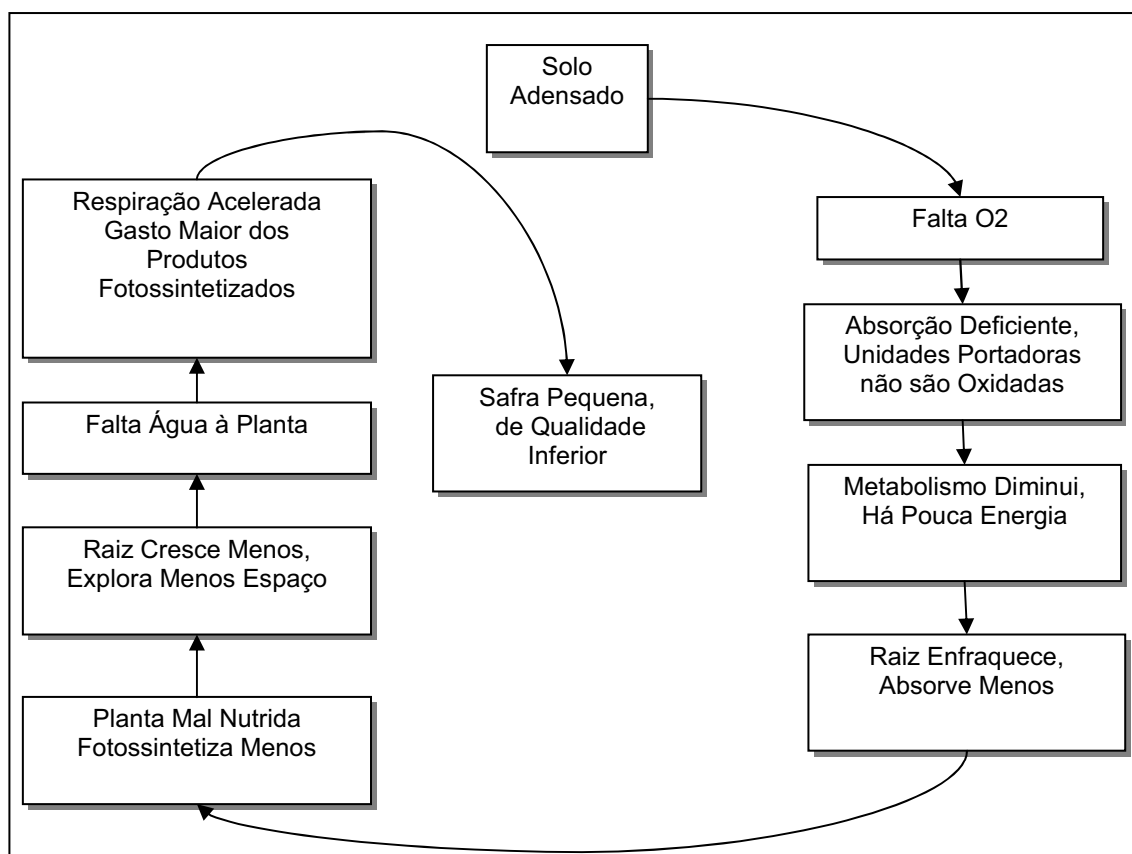 Solo
Adensado
Falta O2
Absorção Deficiente,
Unidades Portadoras
não são Oxidadas
Metabolismo Diminui,
Há Pouca Energia
Raiz Enfraquece,
Absorve Menos
Planta Mal Nutrida
Fotossintetiza Menos
Raiz Cresce Menos,
Explora Menos Espaço
Falta Água à Planta
Respiração Acelerada
Gasto Maior dos
Produtos
Fotossintetizados
Safra Pequena,
de Qualidade
Inferior